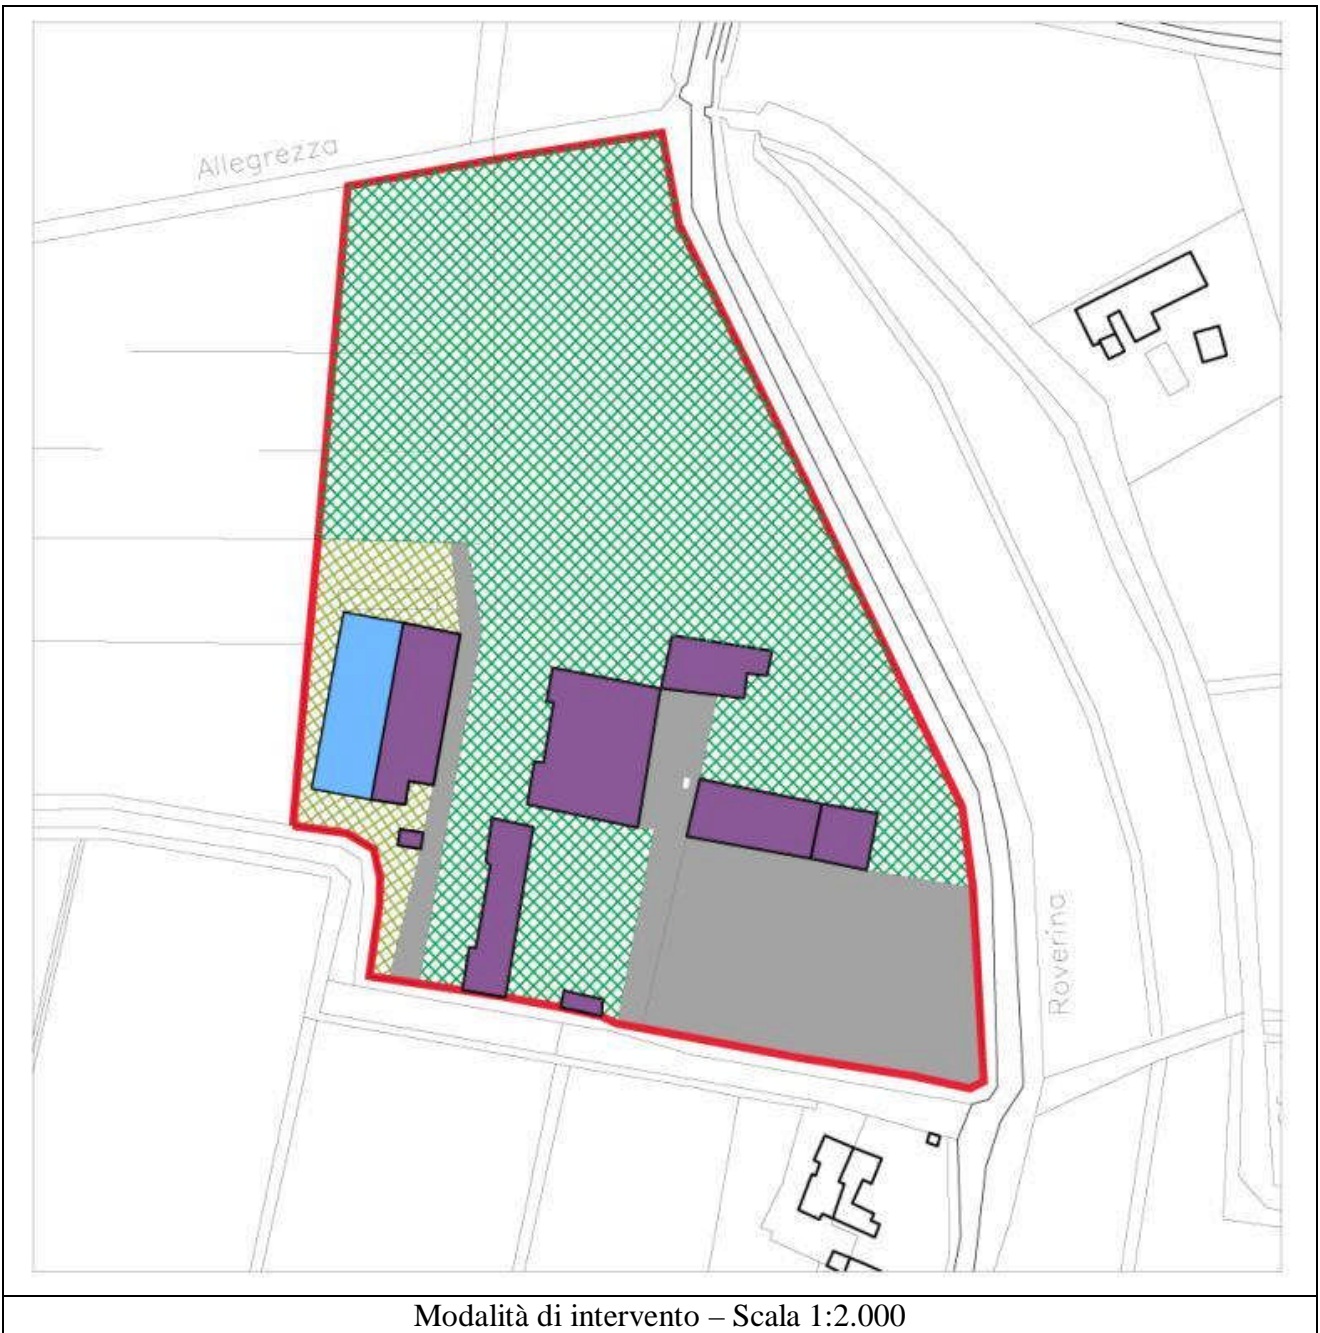 Allegrezza
Roverina
Modalità di intervento – Scala 1:2.000